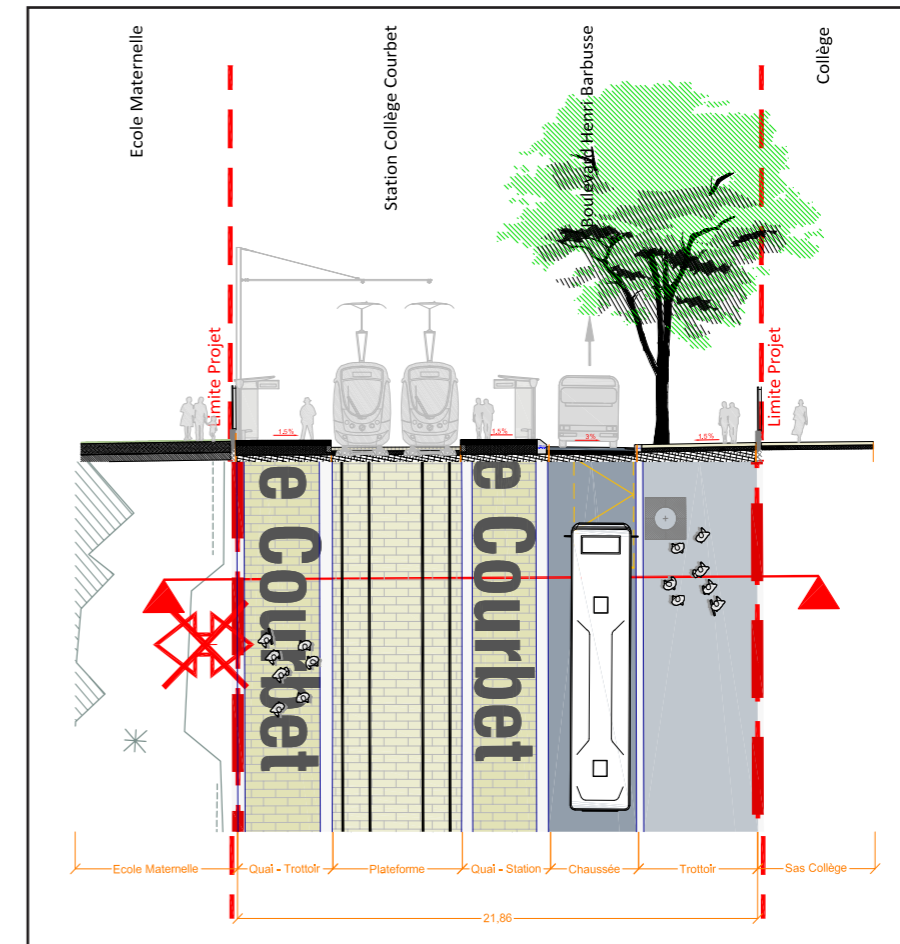 Ecole Maternelle
Station Collège Courbet
Boulevard Henri Barbusse
Collège
Limite Projet
Limite Projet
1,5%
1,5%
3%
1,5%
e Courbet
e Courbet
Ecole Maternelle
Quai - Trottoir
Plateforme
Quai - Station
Chaussée
Trottoir
Sas Collège
21,86